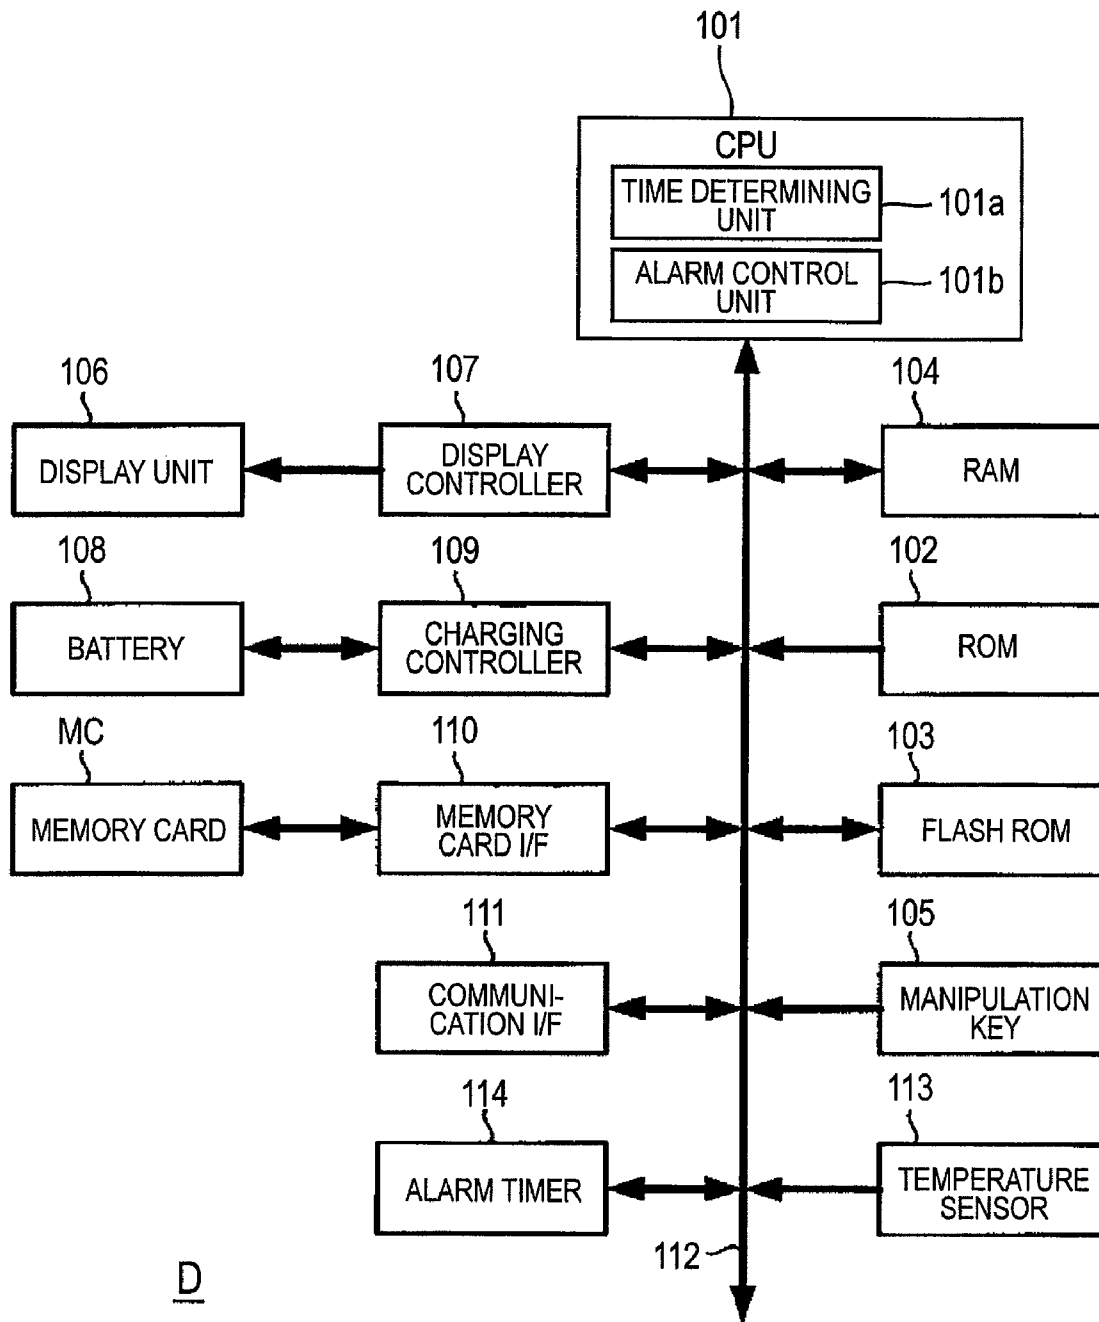 101
CPU
TIME DETERMINING
UNIT
101a
ALARM CONTROL
UNIT
101b
106
107
104
DISPLAY UNIT
DISPLAY
CONTROLLER
RAM
108
109
102
BATTERY
CHARGING
CONTROLLER
ROM
MC
110
103
MEMORY CARD
MEMORY
CARD I/F
FLASH ROM
111
105
COMMUNI-
CATION I/F
MANIPULATION
KEY
114
113
ALARM TIMER
TEMPERATURE
SENSOR
112
D